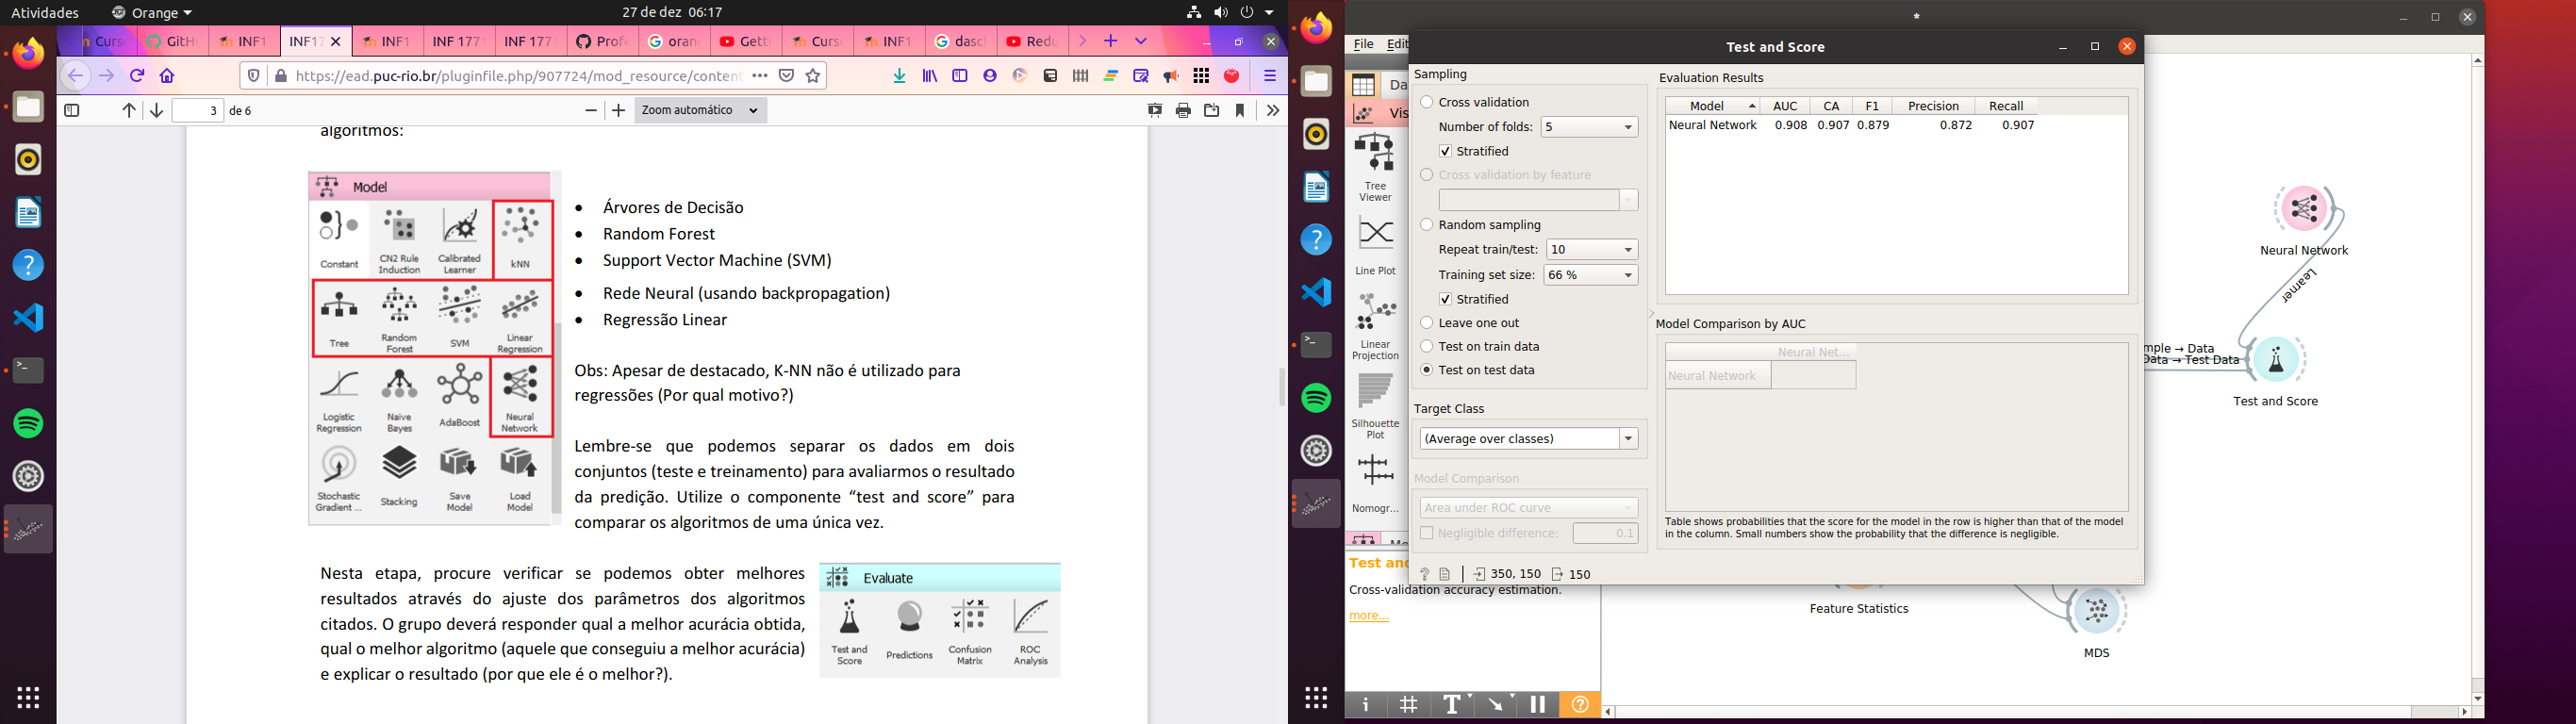 Atividades
Orange
27 de dez 06:17
INF17
INF1
INF 177
INF 177
Profe
Curso
INF1
Redu
https://ead.puc-rio.br/pluginfile.php/907724/mod_resource/content
3 de 6
Zoom automático
algoritmos:
Model
Constant
CN2 Rule
Induction
Calibrated
Learner
kNN
Tree
Random
Forest
SVM
Linear
Regression
Logistic
Regression
Naive
Bayes
AdaBoost
Neural
Network
Stochastic
Gradient ...
Stacking
Save
Model
Load
Model
• Árvores de Decisão
• Random Forest
• Support Vector Machine (SVM)
• Rede Neural (usando backpropagation)
• Regressão Linear
Obs: Apesar de destacado, K-NN não é utilizado para
regressões (Por qual motivo?)
Lembre-se que podemos separar os dados em dois
conjuntos (teste e treinamento) para avaliarmos o resultado
da predição. Utilize o componente “test and score” para
comparar os algoritmos de uma única vez.
Nesta etapa, procure verificar se podemos obter melhores
resultados através do ajuste dos parâmetros dos algoritmos
citados. O grupo deverá responder qual a melhor acurácia obtida,
qual o melhor algoritmo (aquele que conseguiu a melhor acurácia)
e explicar o resultado (por que ele é o melhor?).
Evaluate
Test and
Score
Predictions
Confusion
Matrix
ROC
Analysis
*
File Edit
Da
Vis
Tree
Viewer
Line Plot
Linear
Projection
Silhouette
Plot
Nomogr...
Mo
Test and
Cross-validation accuracy estimation.
more...
Test and Score
Sampling
Cross validation
Number of folds: 5
Stratified
Cross validation by feature
Random sampling
Repeat train/test: 10
Training set size: 66 %
Stratified
Leave one out
Test on train data
Test on test data
Target Class
(Average over classes)
Model Comparison
Area under ROC curve
Negligible difference: 0.1
350, 150 150
Evaluation Results
Model AUC CA F1 Precision Recall
Neural Network 0.908 0.907 0.879 0.872 0.907
Model Comparison by AUC
Neural Net...
Neural Network
Table shows probabilities that the score for the model in the row is higher than that of the model
in the column. Small numbers show the probability that the difference is negligible.
Neural Network
Learner
mple → Data
Data → Test Data
Test and Score
Feature Statistics
MDS